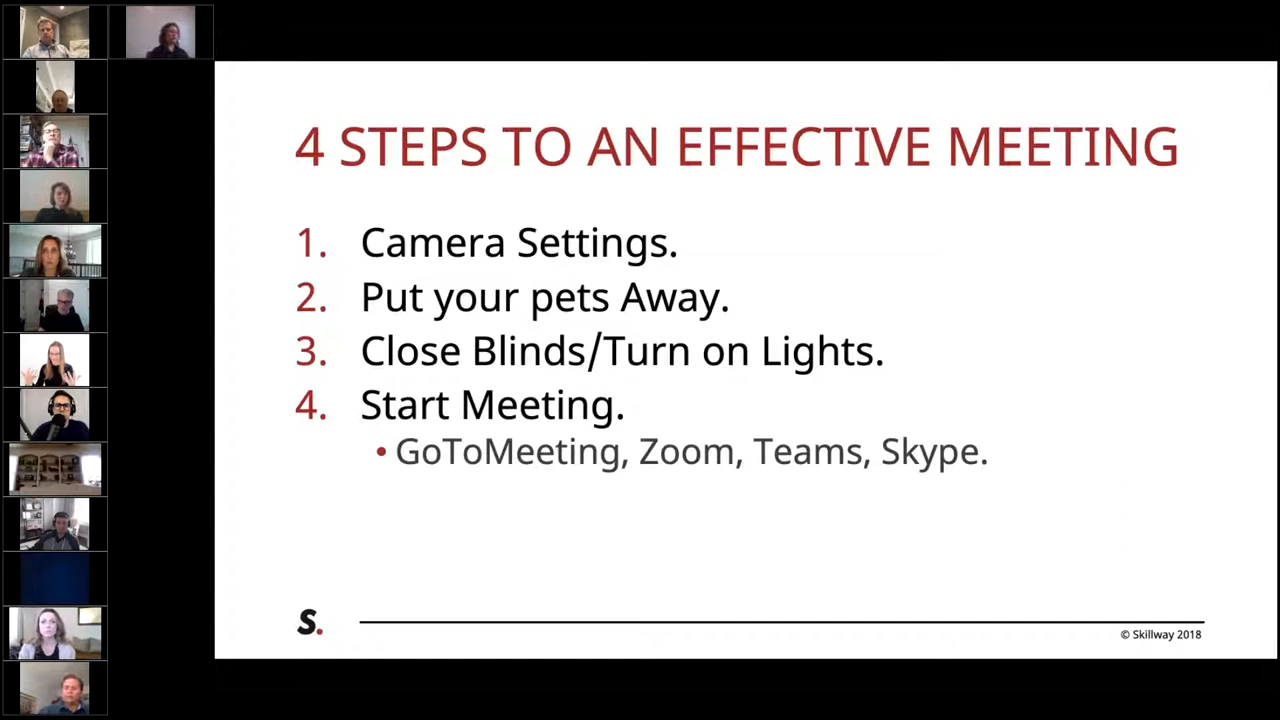 4 STEPS TO AN EFFECTIVE MEETING
1. Camera Settings.
2. Put your pets Away.
3. Close Blinds/Turn on Lights.
4. Start Meeting.
• GoToMeeting, Zoom, Teams, Skype.
S.
© Skillway 2018